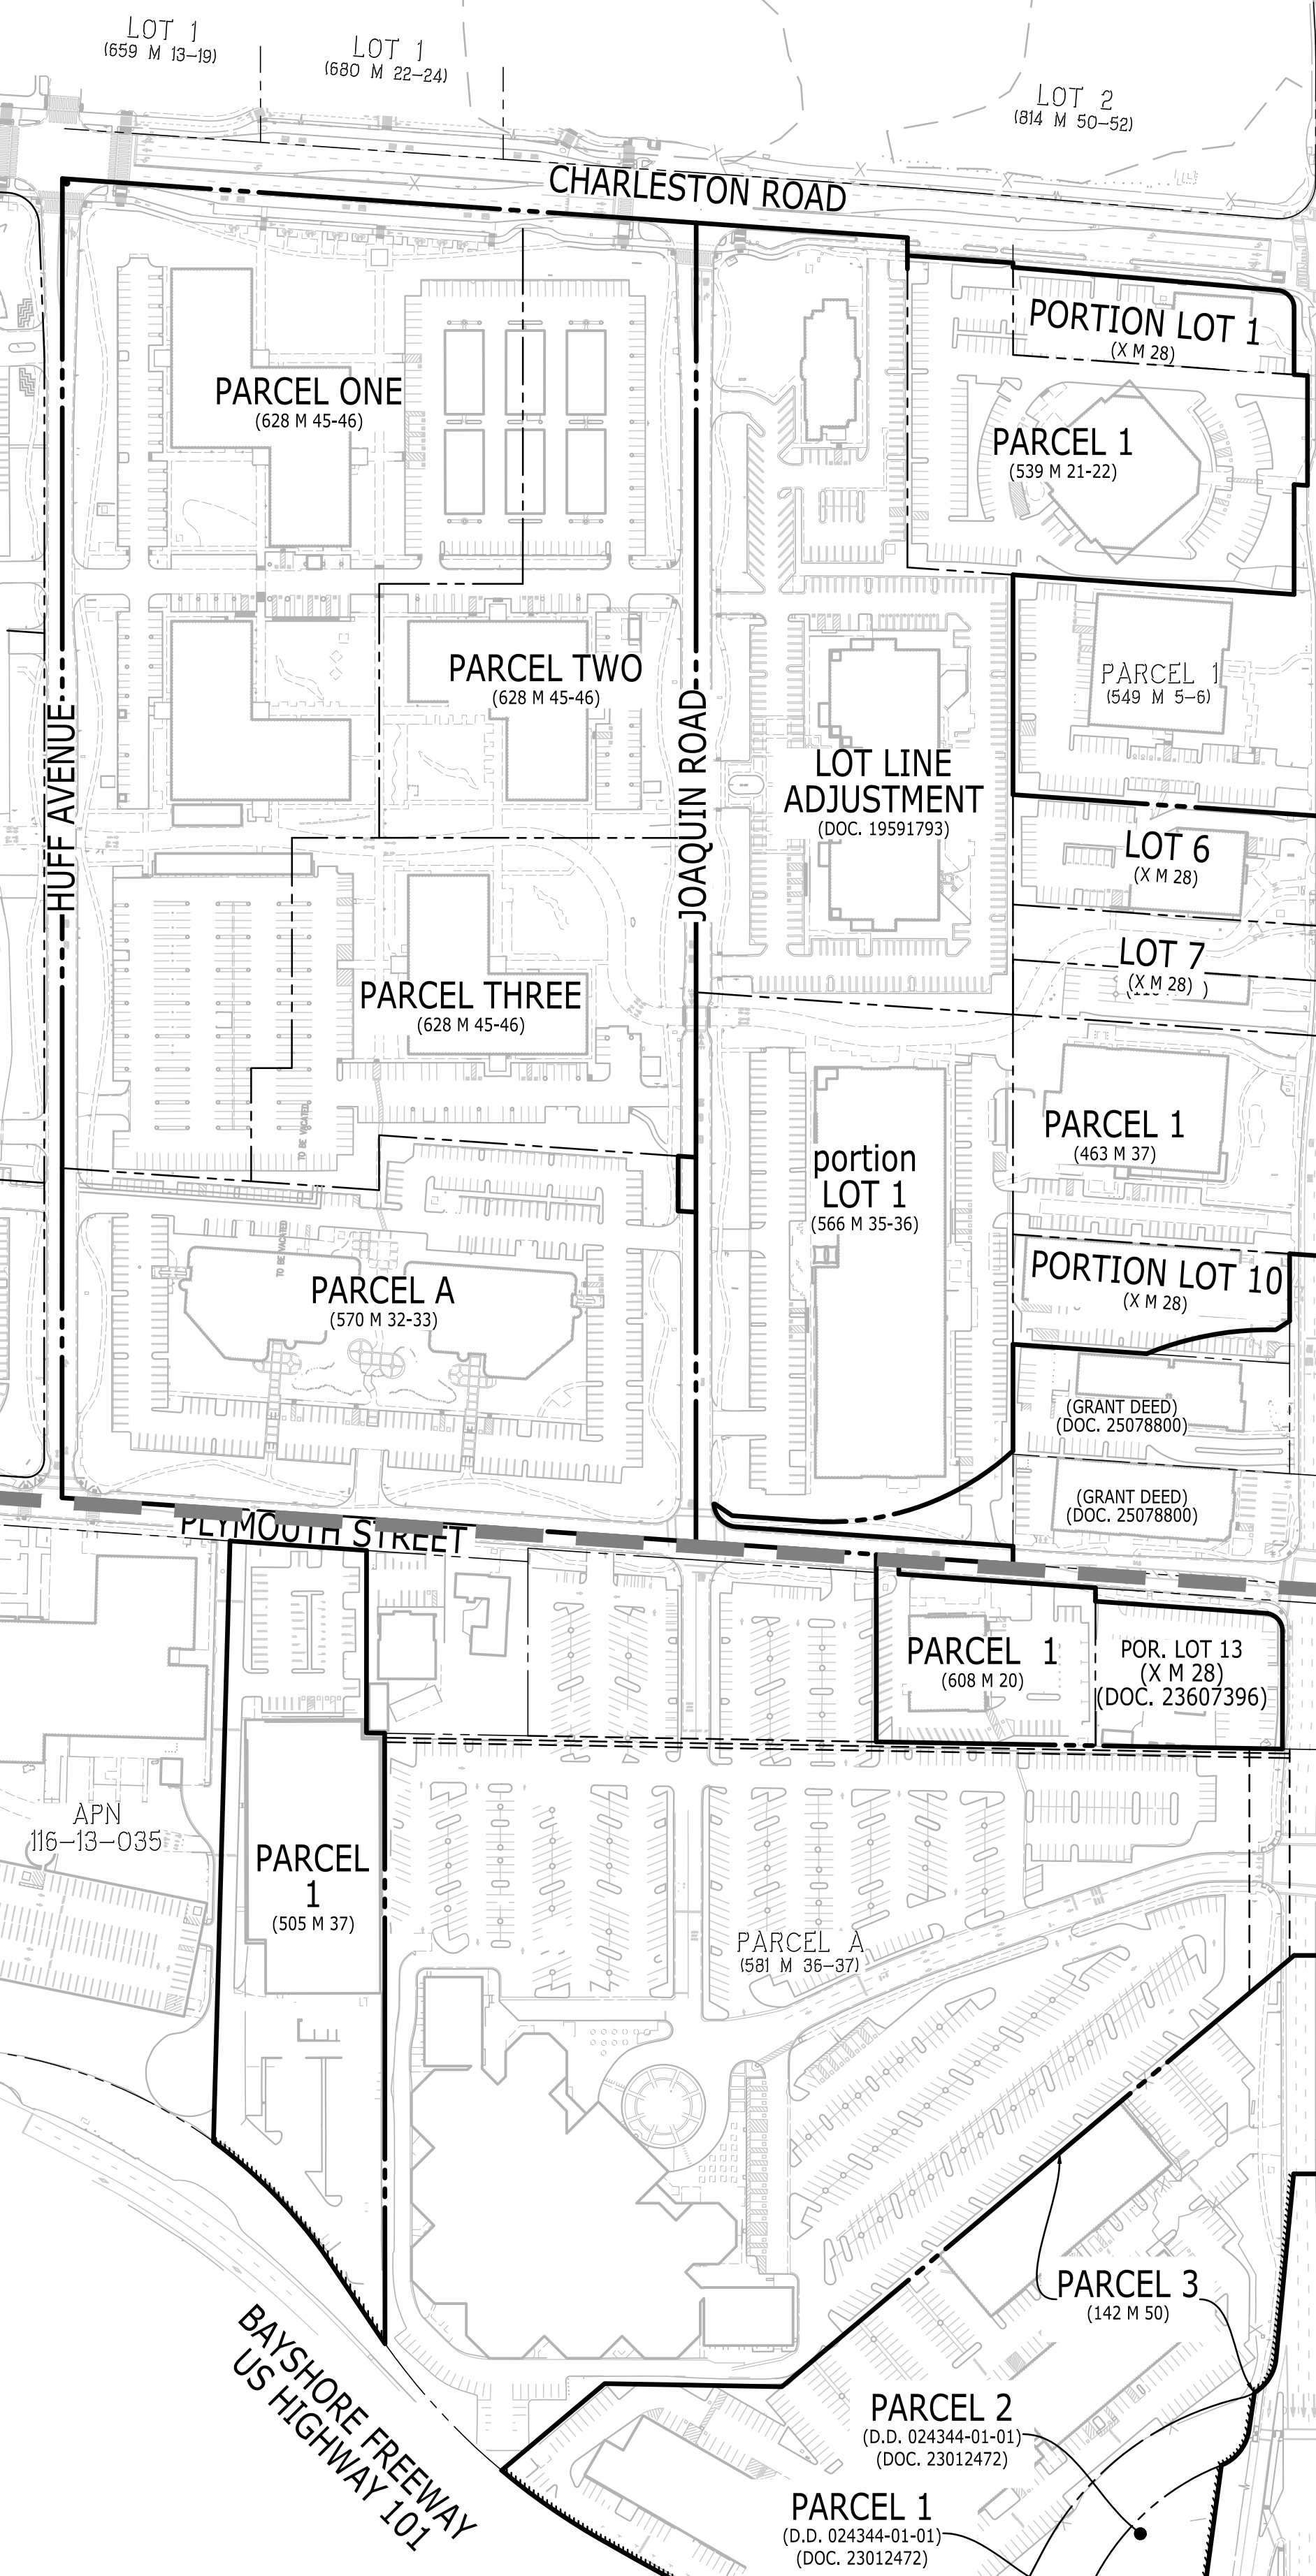 LOT 1
(659 M 13-19)
LOT 1
(680 M 22-24)
LOT 2
(814 M 50-52)
CHARLESTON ROAD
PORTION LOT 1
(X M 28)
PARCEL ONE
(628 M 45-46)
PARCEL 1
(539 M 21-22)
PARCEL TWO
(628 M 45-46)
PARCEL 1
(549 M 5-6)
HUFF AVENUE
JOAQUIN ROAD
LOT LINE
ADJUSTMENT
(DOC. 19591793)
LOT 6
(X M 28)
LOT 7
(X M 28)
PARCEL THREE
(628 M 45-46)
TO BE VACATED
PARCEL 1
(463 M 37)
portion
LOT 1
(566 M 35-36)
TO BE VACATED
PARCEL A
(570 M 32-33)
PORTION LOT 10
(X M 28)
(GRANT DEED)
(DOC. 25078800)
(GRANT DEED)
(DOC. 25078800)
PLYMOUTH STREET
PARCEL 1
(608 M 20)
POR. LOT 13
(X M 28)
(DOC. 23607396)
APN
116-13-035
PARCEL
1
(505 M 37)
PARCEL A
(581 M 36-37)
PARCEL 3
(142 M 50)
BAYSHORE FREEWAY
US HIGHWAY 101
PARCEL 2
(D.D. 024344-01-01)
(DOC. 23012472)
PARCEL 1
(D.D. 024344-01-01)
(DOC. 23012472)